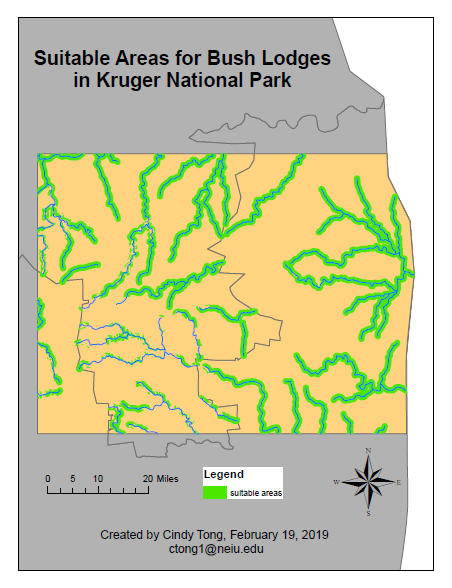 Suitable Areas for Bush Lodges
in Kruger National Park
N
W
E
S
Legend
suitable areas
0 5 10 20 Miles
Created by Cindy Tong, February 19, 2019
ctong1@neiu.edu